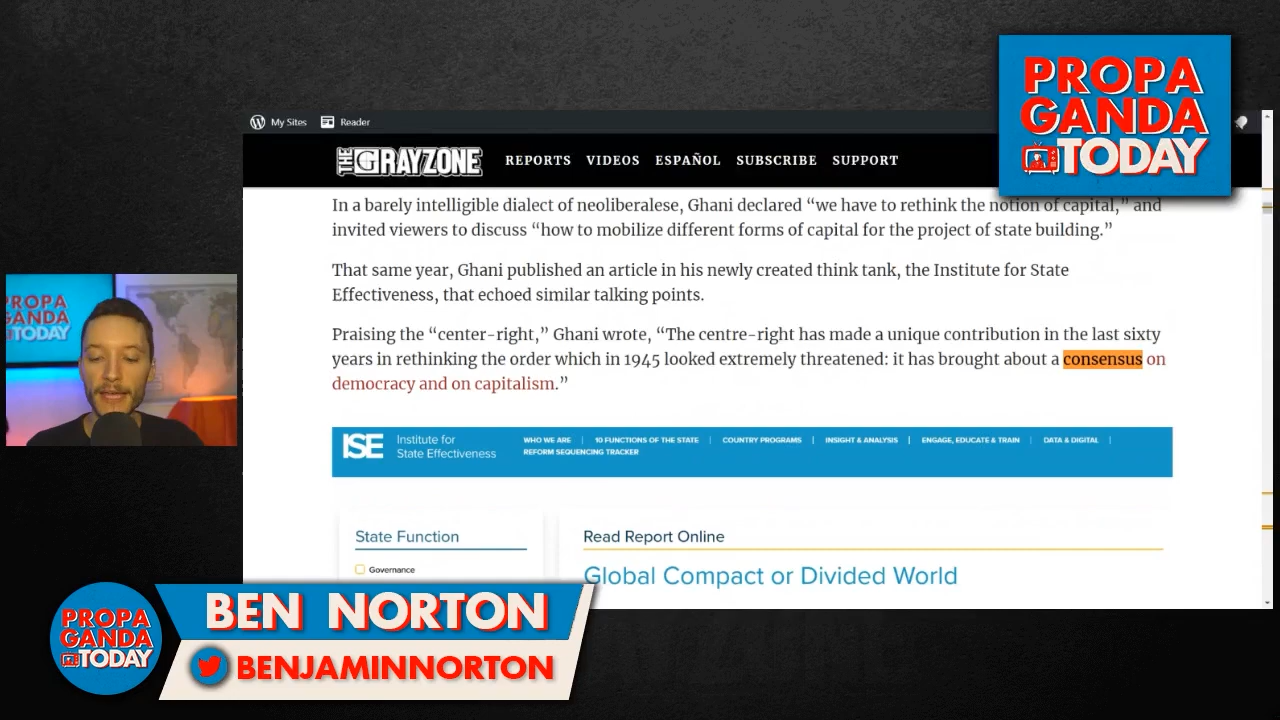 PROPA
GANDA
TODAY
My Sites
Reader
THE GRAYZONE
REPORTS
VIDEOS
ESPAÑOL
SUBSCRIBE
SUPPORT
In a barely intelligible dialect of neoliberalese, Ghani declared “we have to rethink the notion of capital,” and
invited viewers to discuss “how to mobilize different forms of capital for the project of state building.”
That same year, Ghani published an article in his newly created think tank, the Institute for State
Effectiveness, that echoed similar talking points.
Praising the “center-right,” Ghani wrote, “The centre-right has made a unique contribution in the last sixty
years in rethinking the order which in 1945 looked extremely threatened: it has brought about a consensus on
democracy and on capitalism.”
PROPA
GANDA
TODAY
ISE
Institute for
State Effectiveness
WHO WE ARE | 10 FUNCTIONS OF THE STATE | COUNTRY PROGRAMS | INSIGHT & ANALYSIS | ENGAGE, EDUCATE & TRAIN | DATA & DIGITAL |
REFORM SEQUENCING TRACKER
State Function
Governance
Read Report Online
Global Compact or Divided World
PROPA
GANDA
TODAY
BEN NORTON
BENJAMINNORTON